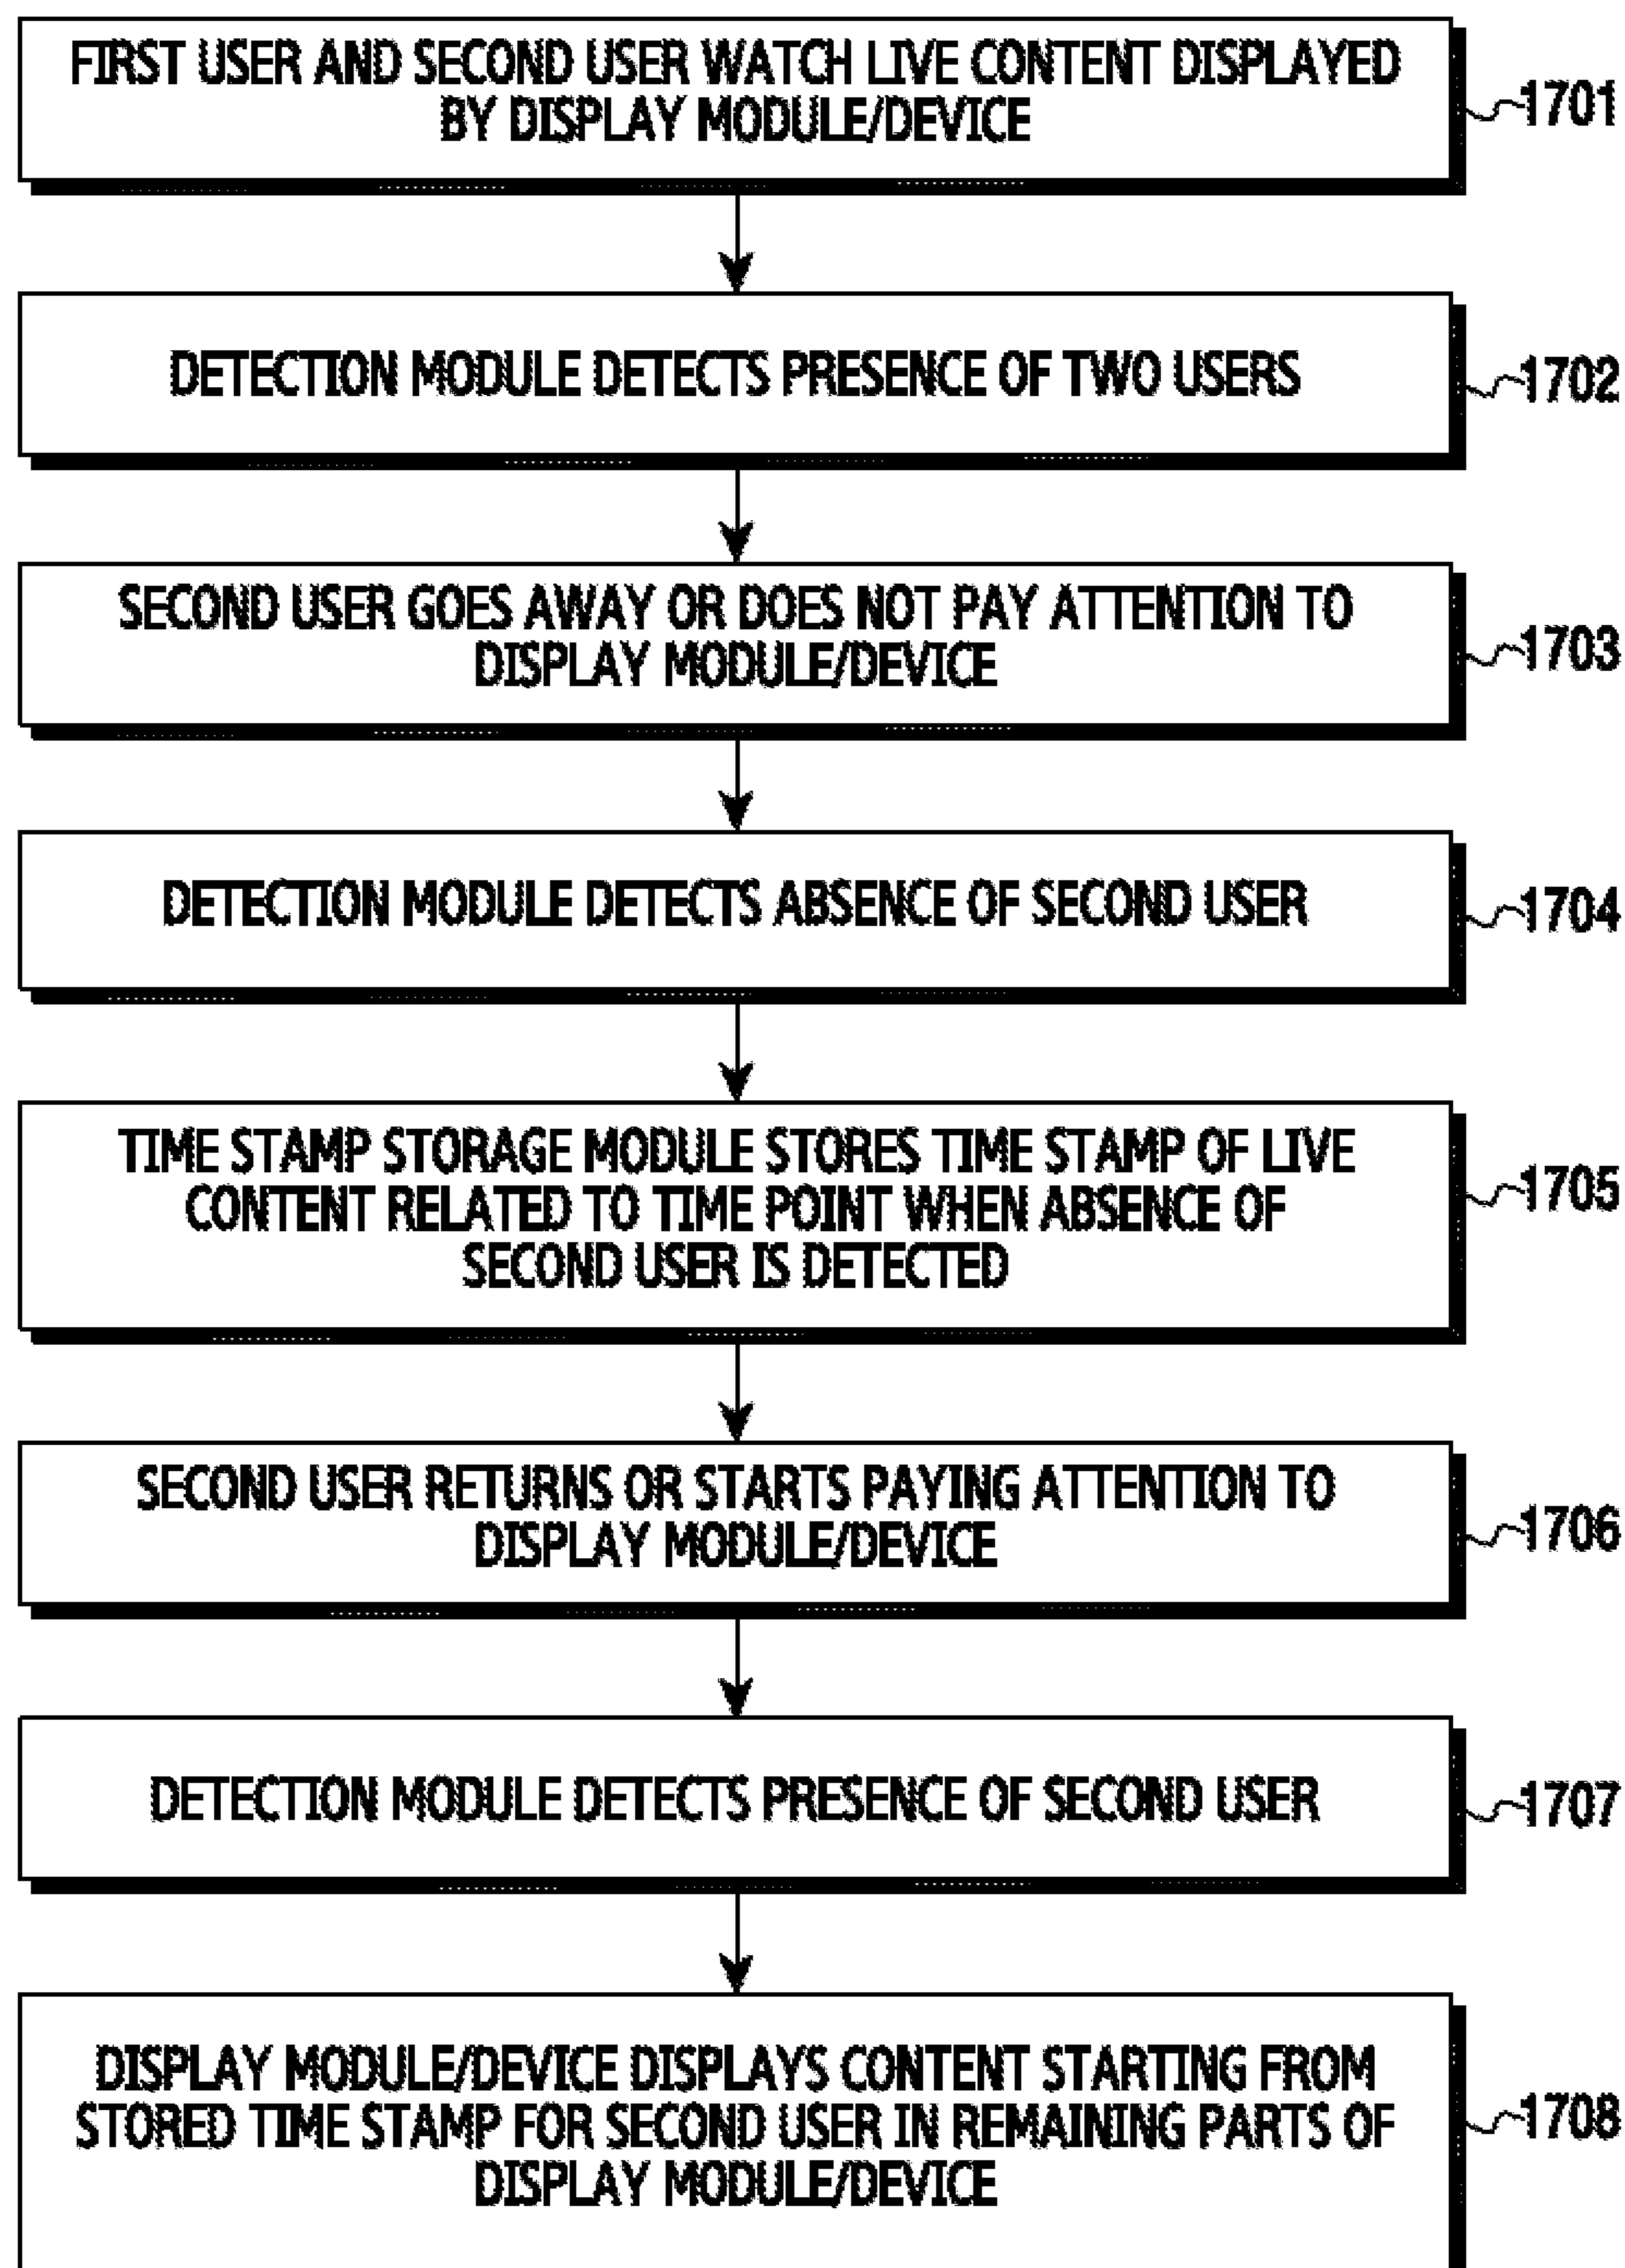 FIRST USER AND SECOND USER WATCH LIVE CONTENT DISPLAYED
BY DISPLAY MODULE/DEVICE
1701
DETECTION MODULE DETECTS PRESENCE OF TWO USERS
1702
SECOND USER GOES AWAY OR DOES NOT PAY ATTENTION TO
DISPLAY MODULE/DEVICE
1703
DETECTION MODULE DETECTS ABSENCE OF SECOND USER
1704
TIME STAMP STORAGE MODULE STORES TIME STAMP OF LIVE
CONTENT RELATED TO TIME POINT WHEN ABSENCE OF
SECOND USER IS DETECTED
1705
SECOND USER RETURNS OR STARTS PAYING ATTENTION TO
DISPLAY MODULE/DEVICE
1706
DETECTION MODULE DETECTS PRESENCE OF SECOND USER
1707
DISPLAY MODULE/DEVICE DISPLAYS CONTENT STARTING FROM
STORED TIME STAMP FOR SECOND USER IN REMAINING PARTS OF
DISPLAY MODULE/DEVICE
1708